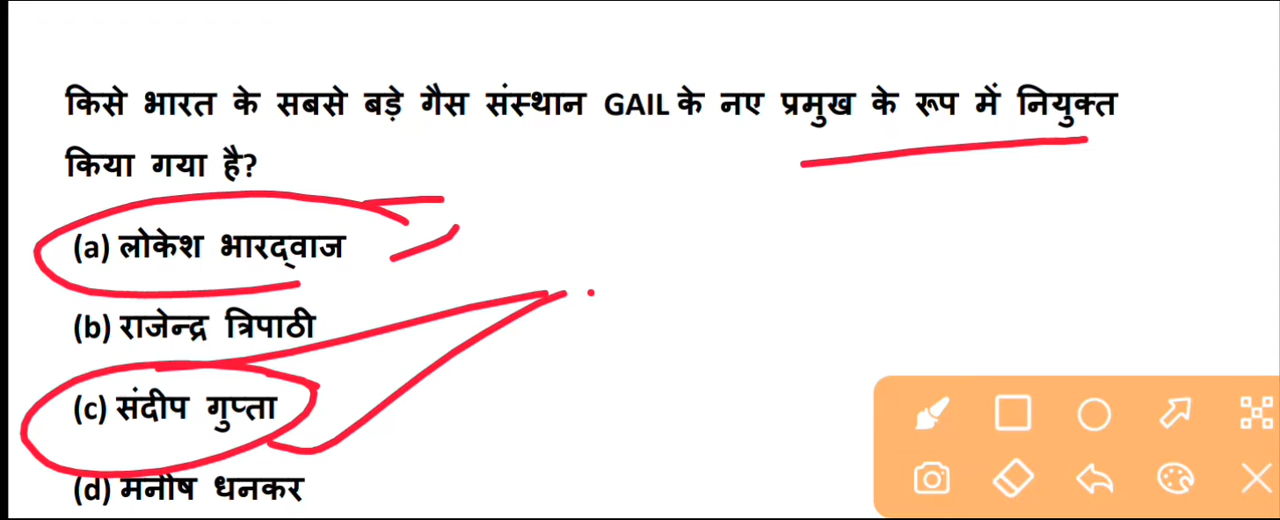 किसे भारत के सबसे बड़े गैस संस्थान GAIL के नए प्रमुख के रूप में नियुक्त
किया गया है?
(a) लोकेश भारद्वाज
(b) राजेन्द्र त्रिपाठी
(c) संदीप गुप्ता
(d) मनीष धनकर